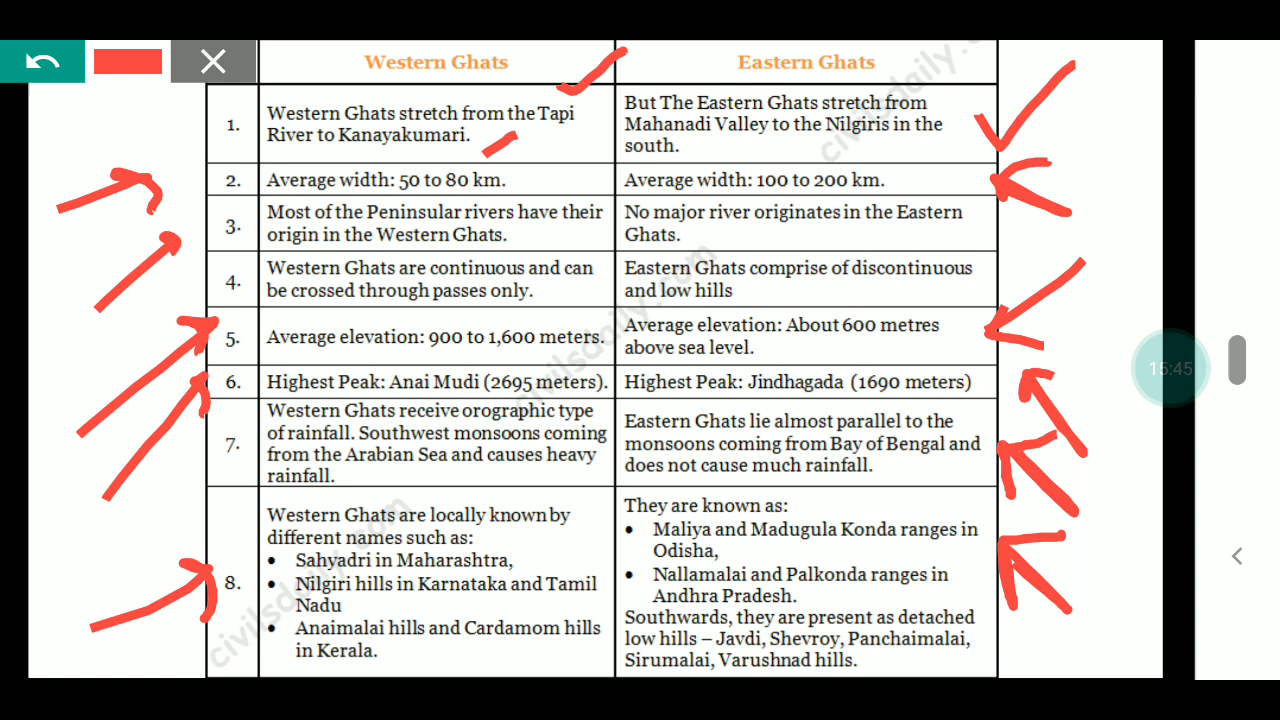 Western Ghats
Eastern Ghats
1.
Western Ghats stretch from the Tapi
River to Kanayakumari.
But The Eastern Ghats stretch from
Mahanadi Valley to the Nilgiris in the
south.
2.
Average width: 50 to 80 km.
Average width: 100 to 200 km.
3.
Most of the Peninsular rivers have their
origin in the Western Ghats.
No major river originates in the Eastern
Ghats.
4.
Western Ghats are continuous and can
be crossed through passes only.
Eastern Ghats comprise of discontinuous
and low hills
5.
Average elevation: 900 to 1,600 meters.
Average elevation: About 600 metres
above sea level.
6.
Highest Peak: Anai Mudi (2695 meters).
Highest Peak: Jindhagada (1690 meters)
7.
Western Ghats receive orographic type
of rainfall. Southwest monsoons coming
from the Arabian Sea and causes heavy
rainfall.
Eastern Ghats lie almost parallel to the
monsoons coming from Bay of Bengal and
does not cause much rainfall.
8.
Western Ghats are locally known by
different names such as:
• Sahyadri in Maharashtra,
• Nilgiri hills in Karnataka and Tamil
Nadu
• Anaimalai hills and Cardamom hills
in Kerala.
They are known as:
• Maliya and Madugula Konda ranges in
Odisha,
• Nallamalai and Palkonda ranges in
Andhra Pradesh.
Southwards, they are present as detached
low hills – Javdi, Shevroy, Panchaimalai,
Sirumalai, Varushnad hills.
15:45
civilsdaily.com
civilsdaily.com
civilsdaily.c